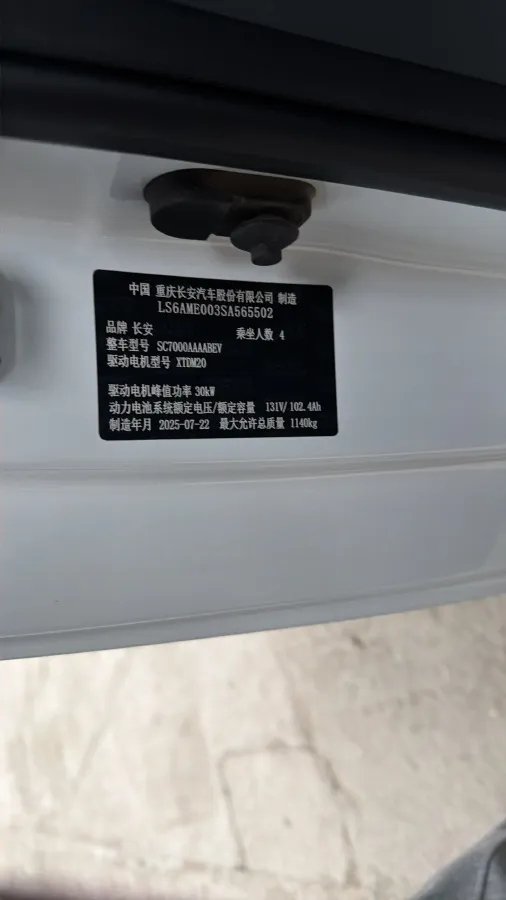 中国 重庆长安汽车股份有限公司 制造
LS6AME003SA565502
品牌 长安 乘坐人数 4
整车型号 SC7000AAAABEV
驱动电机型号 XTDM20
驱动电机峰值功率 30kW
动力电池系统额定电压/额定容量 131V/102.4Ah
制造年月 2025-07-22 最大允许总质量 1140kg